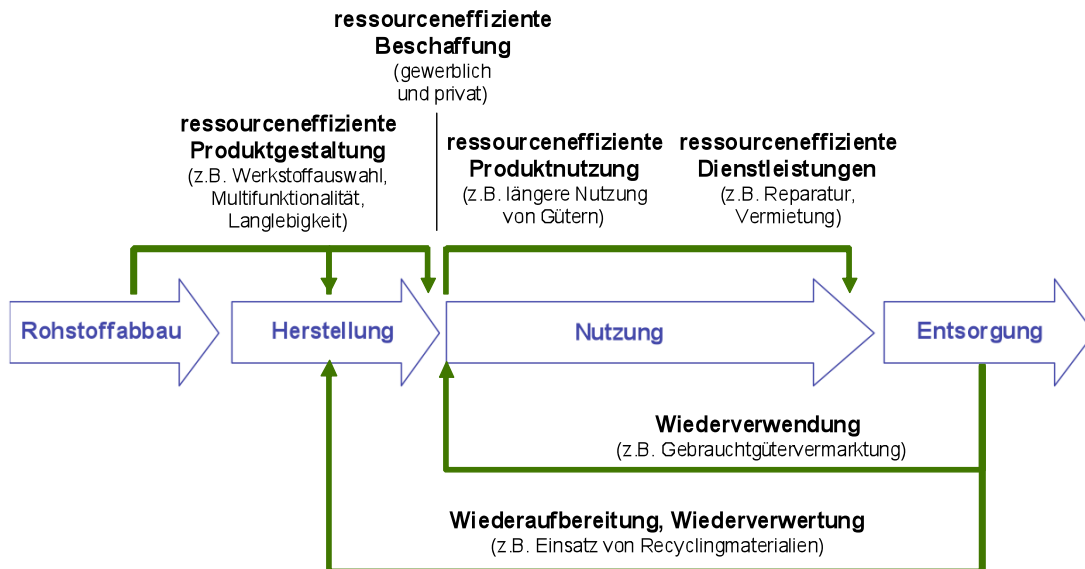 ressourceneffiziente
Beschaffung
(gewerblich
und privat)
ressourceneffiziente
Produktgestaltung
(z.B. Werkstoffauswahl,
Multifunktionalität,
Langlebigkeit)
ressourceneffiziente
Produktnutzung
(z.B. längere Nutzung
von Gütern)
ressourceneffiziente
Dienstleistungen
(z.B. Reparatur,
Vermietung)
Rohstoffabbau
Herstellung
Nutzung
Entsorgung
Wiederverwendung
(z.B. Gebrauchtgütervermarktung)
Wiederaufbereitung, Wiederverwertung
(z.B. Einsatz von Recyclingmaterialien)